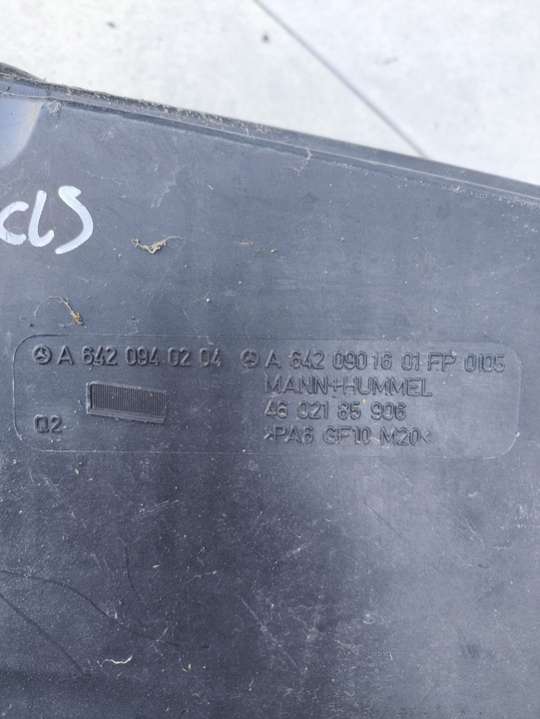 CLS
A 642 094 02 04 A 642 090 16 01 FP 0105
MANN+HUMMEL
46 021 85 906
02
>PA6 GF10 M20<